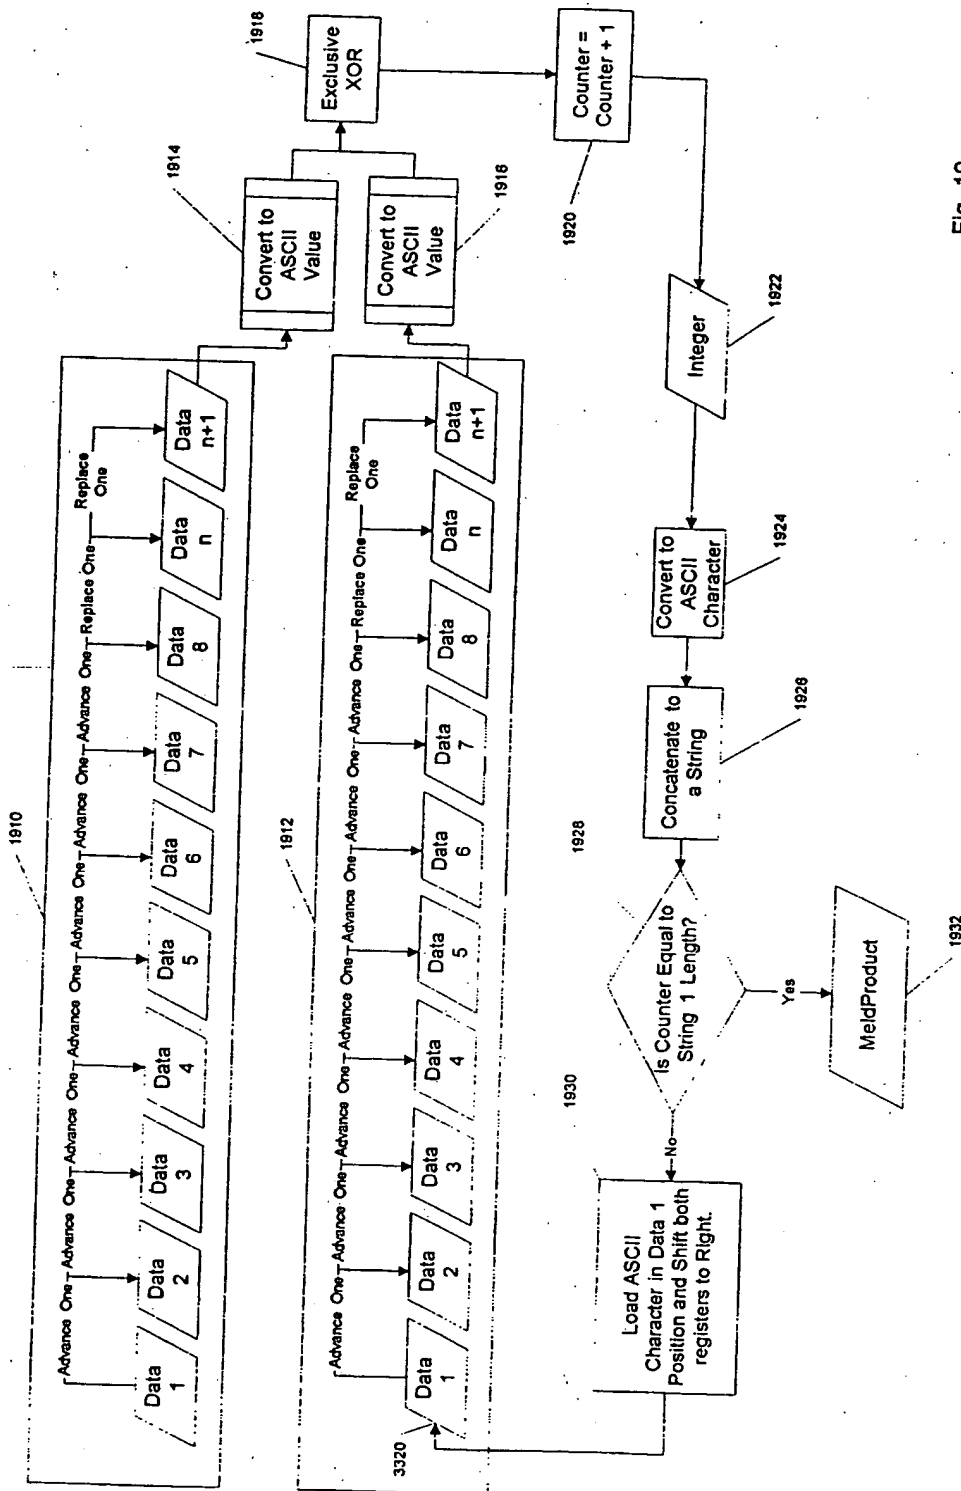 1910
Advance One
Advance One
Advance One
Advance One
Advance One
Advance One
Advance One
Replace One
Replace
One
Data
1
Data
2
Data
3
Data
4
Data
5
Data
6
Data
7
Data
8
Data
n
Data
n+1
1912
Advance One
Advance One
Advance One
Advance One
Advance One
Advance One
Advance One
Replace One
Replace
One
Data
1
Data
2
Data
3
Data
4
Data
5
Data
6
Data
7
Data
8
Data
n
Data
n+1
3320
1914
Convert to
ASCII
Value
1916
Convert to
ASCII
Value
1918
Exclusive
XOR
Counter =
Counter + 1
1920
Integer
1922
Convert to
ASCII
Character
1924
Concatenate to
a String
1926
1928
Is Counter Equal to
String 1 Length?
Yes
MeldProduct
1932
No
1930
Load ASCII
Character in Data 1
Position and Shift both
registers to Right.